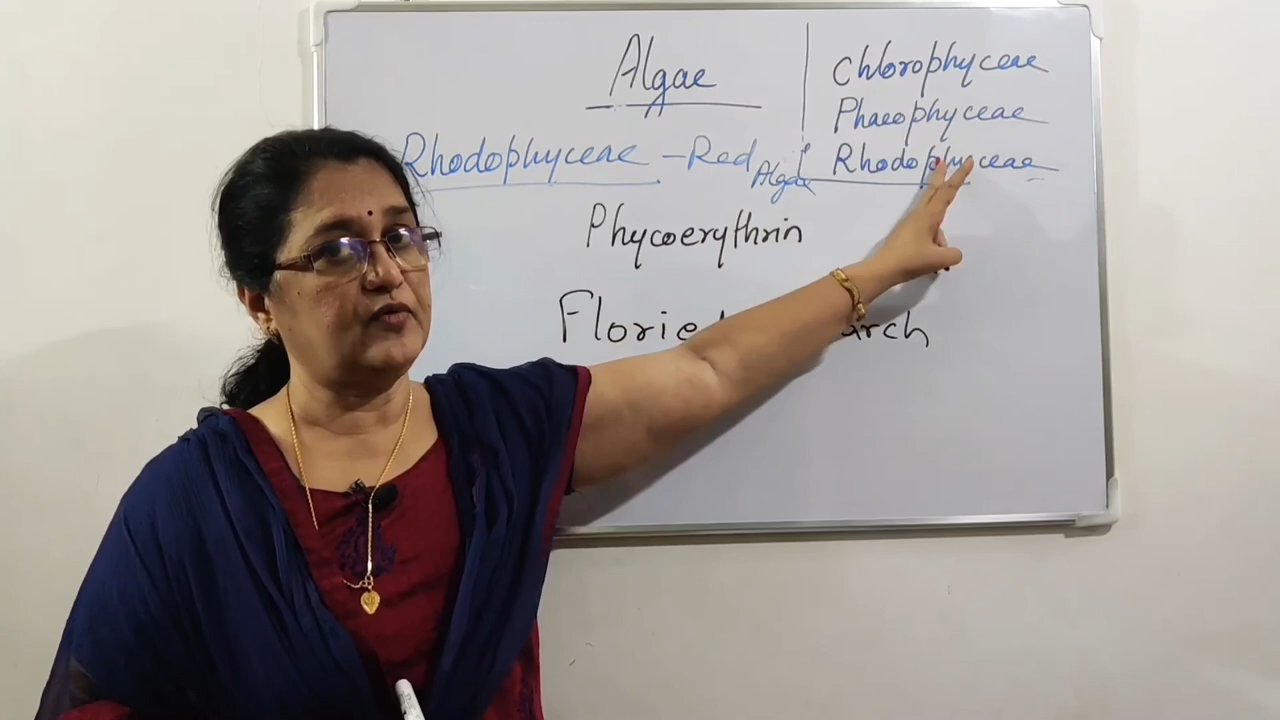 Algae
Chlorophyceae
Phaeophyceae
Rhodophyceae
Rhodophyceae - Red Algae
Phycoerythrin